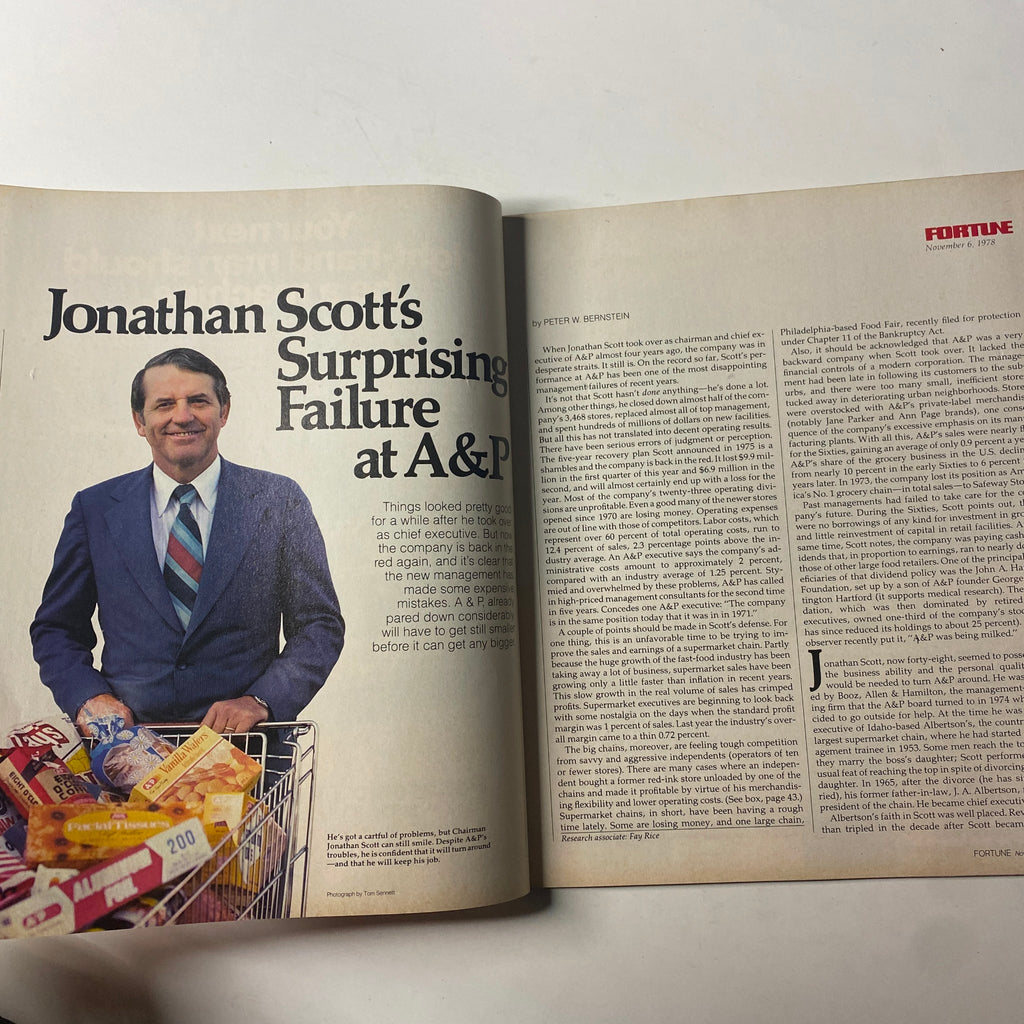 Jonathan Scott's
Surprising
Failure
at A&P
Things looked pretty good
for a while after he took over
as chief executive. But now
the company is back in the
red again, and it's clear that
the new management has
made some expensive
mistakes. A & P, already
pared down considerably
will have to get still smaller
before it can get any bigger.
Vanilla Wafers
Facial Tissues
200
A&P
ALUMINUM
FOIL
He's got a cartful of problems, but Chairman
Jonathan Scott can still smile. Despite A&P's
troubles, he is confident that it will turn around
—and that he will keep his job.
Photograph by Tom Sennett
FORTUNE
November 6, 1978
by PETER W. BERNSTEIN
When Jonathan Scott took over as chairman and chief ex-
ecutive of A&P almost four years ago, the company was in
desperate straits. It still is. On the record so far, Scott's per-
formance at A&P has been one of the most disappointing
management failures of recent years.
It's not that Scott hasn't done anything—he's done a lot.
Among other things, he closed down almost half of the com-
pany's 3,468 stores, replaced almost all of top management,
and spent hundreds of millions of dollars on new facilities.
But all this has not translated into decent operating results.
There have been serious errors of judgment or perception.
The five-year recovery plan Scott announced in 1975 is a
shambles and the company is back in the red. It lost $9.9 mil-
lion in the first quarter of this year and $6.9 million in the
second, and will almost certainly end up with a loss for the
year. Most of the company's twenty-three operating divi-
sions are unprofitable. Even a good many of the newer stores
opened since 1970 are losing money. Operating expenses
are out of line with those of competitors. Labor costs, which
represent over 60 percent of total operating costs, run to
12.4 percent of sales, 2.3 percentage points above the in-
dustry average. An A&P executive says the company's ad-
ministrative costs amount to approximately 2 percent,
compared with an industry average of 1.25 percent. Sty-
mied and overwhelmed by these problems, A&P has called
in high-priced management consultants for the second time
in five years. Concedes one A&P executive: "The company
is in the same position today that it was in in 1971."
A couple of points should be made in Scott's defense. For
one thing, this is an unfavorable time to be trying to im-
prove the sales and earnings of a supermarket chain. Partly
because the huge growth of the fast-food industry has been
taking away a lot of business, supermarket sales have been
growing only a little faster than inflation in recent years.
This slow growth in the real volume of sales has crimped
profits. Supermarket executives are beginning to look back
with some nostalgia on the days when the standard profit
margin was 1 percent of sales. Last year the industry's over-
all margin came to a thin 0.72 percent.
The big chains, moreover, are feeling tough competition
from savvy and aggressive independents (operators of ten
or fewer stores). There are many cases where an indepen-
dent bought a former red-ink store unloaded by one of the
chains and made it profitable by virtue of his merchandis-
ing flexibility and lower operating costs. (See box, page 43.)
Supermarket chains, in short, have been having a rough
time lately. Some are losing money, and one large chain,
Research associate: Fay Rice
Philadelphia-based Food Fair, recently filed for protection
under Chapter 11 of the Bankruptcy Act.
Also, it should be acknowledged that A&P was a very
backward company when Scott took over. It lacked the
financial controls of a modern corporation. The manage-
ment had been late in following its customers to the sub-
urbs, and there were too many small, inefficient stores
tucked away in deteriorating urban neighborhoods. Stores
were overstocked with A&P's private-label merchandis
(notably Jane Parker and Ann Page brands), one cons
quence of the company's excessive emphasis on its man
facturing plants. With all this, A&P's sales were nearly f
for the Sixties, gaining an average of only 0.9 percent a ye
A&P's share of the grocery business in the U.S. declin
from nearly 10 percent in the early Sixties to 6 percent
years later. In 1973, the company lost its position as Am
ica's No. 1 grocery chain—in total sales—to Safeway Stor
Past managements had failed to take care for the co
pany's future. During the Sixties, Scott points out, th
were no borrowings of any kind for investment in gro
and little reinvestment of capital in retail facilities. A
same time, Scott notes, the company was paying cash
idends that, in proportion to earnings, ran to nearly do
those of other large food retailers. One of the principal
eficiaries of that dividend policy was the John A. Ha
Foundation, set up by a son of A&P founder George
tington Hartford (it supports medical research). The
dation, which was then dominated by retired
executives, owned one-third of the company's stoc
has since reduced its holdings to about 25 percent).
observer recently put it, "A&P was being milked."
Jonathan Scott, now forty-eight, seemed to posse
the business ability and the personal qualit
would be needed to turn A&P around. He was
ed by Booz, Allen & Hamilton, the management
ing firm that the A&P board turned to in 1974 wh
cided to go outside for help. At the time he was
executive of Idaho-based Albertson's, the countr
largest supermarket chain, where he had started
agement trainee in 1953. Some men reach the to
they marry the boss's daughter; Scott performe
usual feat of reaching the top in spite of divorcing
daughter. In 1965, after the divorce (he has si
ried), his former father-in-law, J. A. Albertson,
president of the chain. He became chief executiv
Albertson's faith in Scott was well placed. Rev
than tripled in the decade after Scott became
FORTUNE No